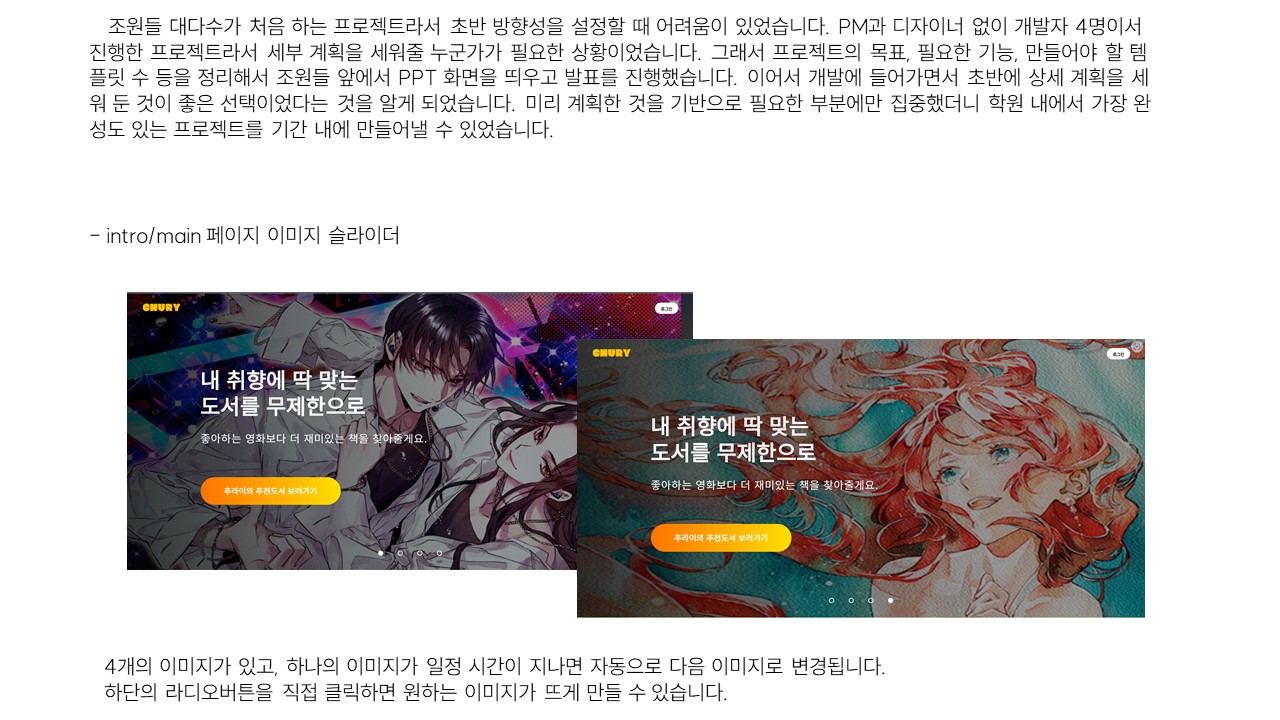 조원들 대다수가 처음 하는 프로젝트라서 초반 방향성을 설정할 때 어려움이 있었습니다. PM과 디자이너 없이 개발자 4명이서
진행한 프로젝트라서 세부 계획을 세워줄 누군가가 필요한 상황이었습니다. 그래서 프로젝트의 목표, 필요한 기능, 만들어야 할 템
플릿 수 등을 정리해서 조원들 앞에서 PPT 화면을 띄우고 발표를 진행했습니다. 이어서 개발에 들어가면서 초반에 상세 계획을 세
워 둔 것이 좋은 선택이었다는 것을 알게 되었습니다. 미리 계획한 것을 기반으로 필요한 부분에만 집중했더니 학원 내에서 가장 완
성도 있는 프로젝트를 기간 내에 만들어낼 수 있었습니다.
- intro/main 페이지 이미지 슬라이더
CHURY
로그인
내 취향에 딱 맞는
도서를 무제한으로
좋아하는 영화보다 더 재미있는 책을 찾아줄게요.
추라이의 추천도서 보러가기
CHURY
로그인
내 취향에 딱 맞는
도서를 무제한으로
좋아하는 영화보다 더 재미있는 책을 찾아줄게요.
추라이의 추천도서 보러가기
4개의 이미지가 있고, 하나의 이미지가 일정 시간이 지나면 자동으로 다음 이미지로 변경됩니다.
하단의 라디오버튼을 직접 클릭하면 원하는 이미지가 뜨게 만들 수 있습니다.